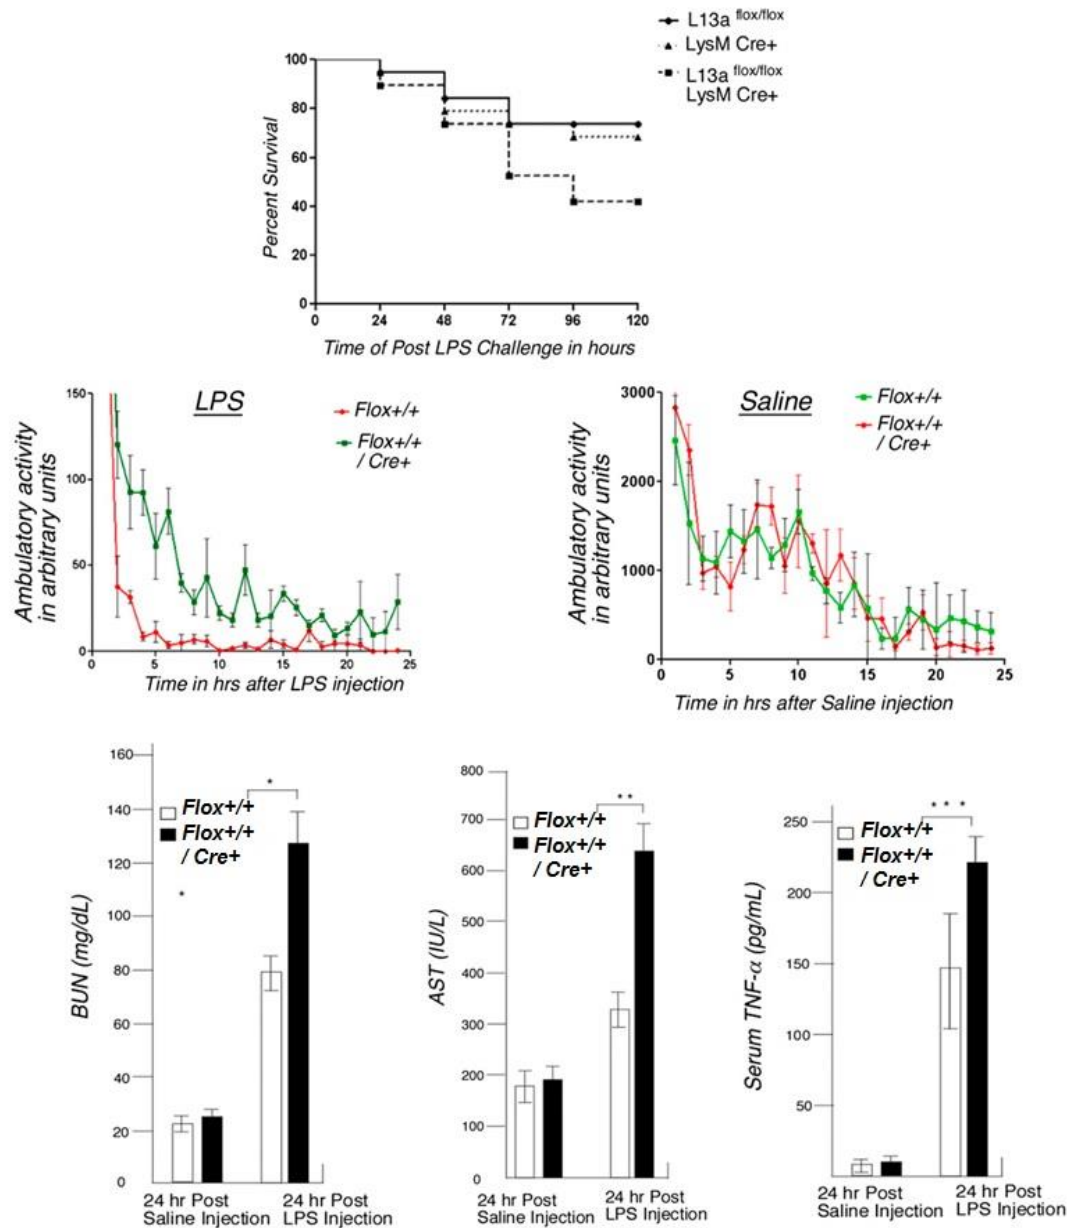 L13a flox/flox
LysM Cre+
L13a flox/flox
LysM Cre+
100
80
60
40
20
0
Percent Survival
0 24 48 72 96 120
Time of Post LPS Challenge in hours
LPS
Flox+/+
Flox+/+
/ Cre+
150
100
50
0
Ambulatory activity
in arbitrary units
0 5 10 15 20 25
Time in hrs after LPS injection
Saline
Flox+/+
Flox+/+
/ Cre+
3000
2000
1000
0
Ambulatory activity
in arbitrary units
0 5 10 15 20 25
Time in hrs after Saline injection
160
140
120
100
80
60
40
20
0
BUN (mg/dL)
*
Flox+/+
Flox+/+
/ Cre+
*
24 hr Post
Saline Injection
24 hr Post
LPS Injection
800
700
600
500
400
300
200
100
0
AST (IU/L)
* *
Flox+/+
Flox+/+
/ Cre+
24 hr Post
Saline Injection
24 hr Post
LPS Injection
250
200
150
100
50
Serum TNF-α (pg/mL)
* * *
Flox+/+
Flox+/+
/ Cre+
24 hr Post
Saline Injection
24 hr Post
LPS Injection